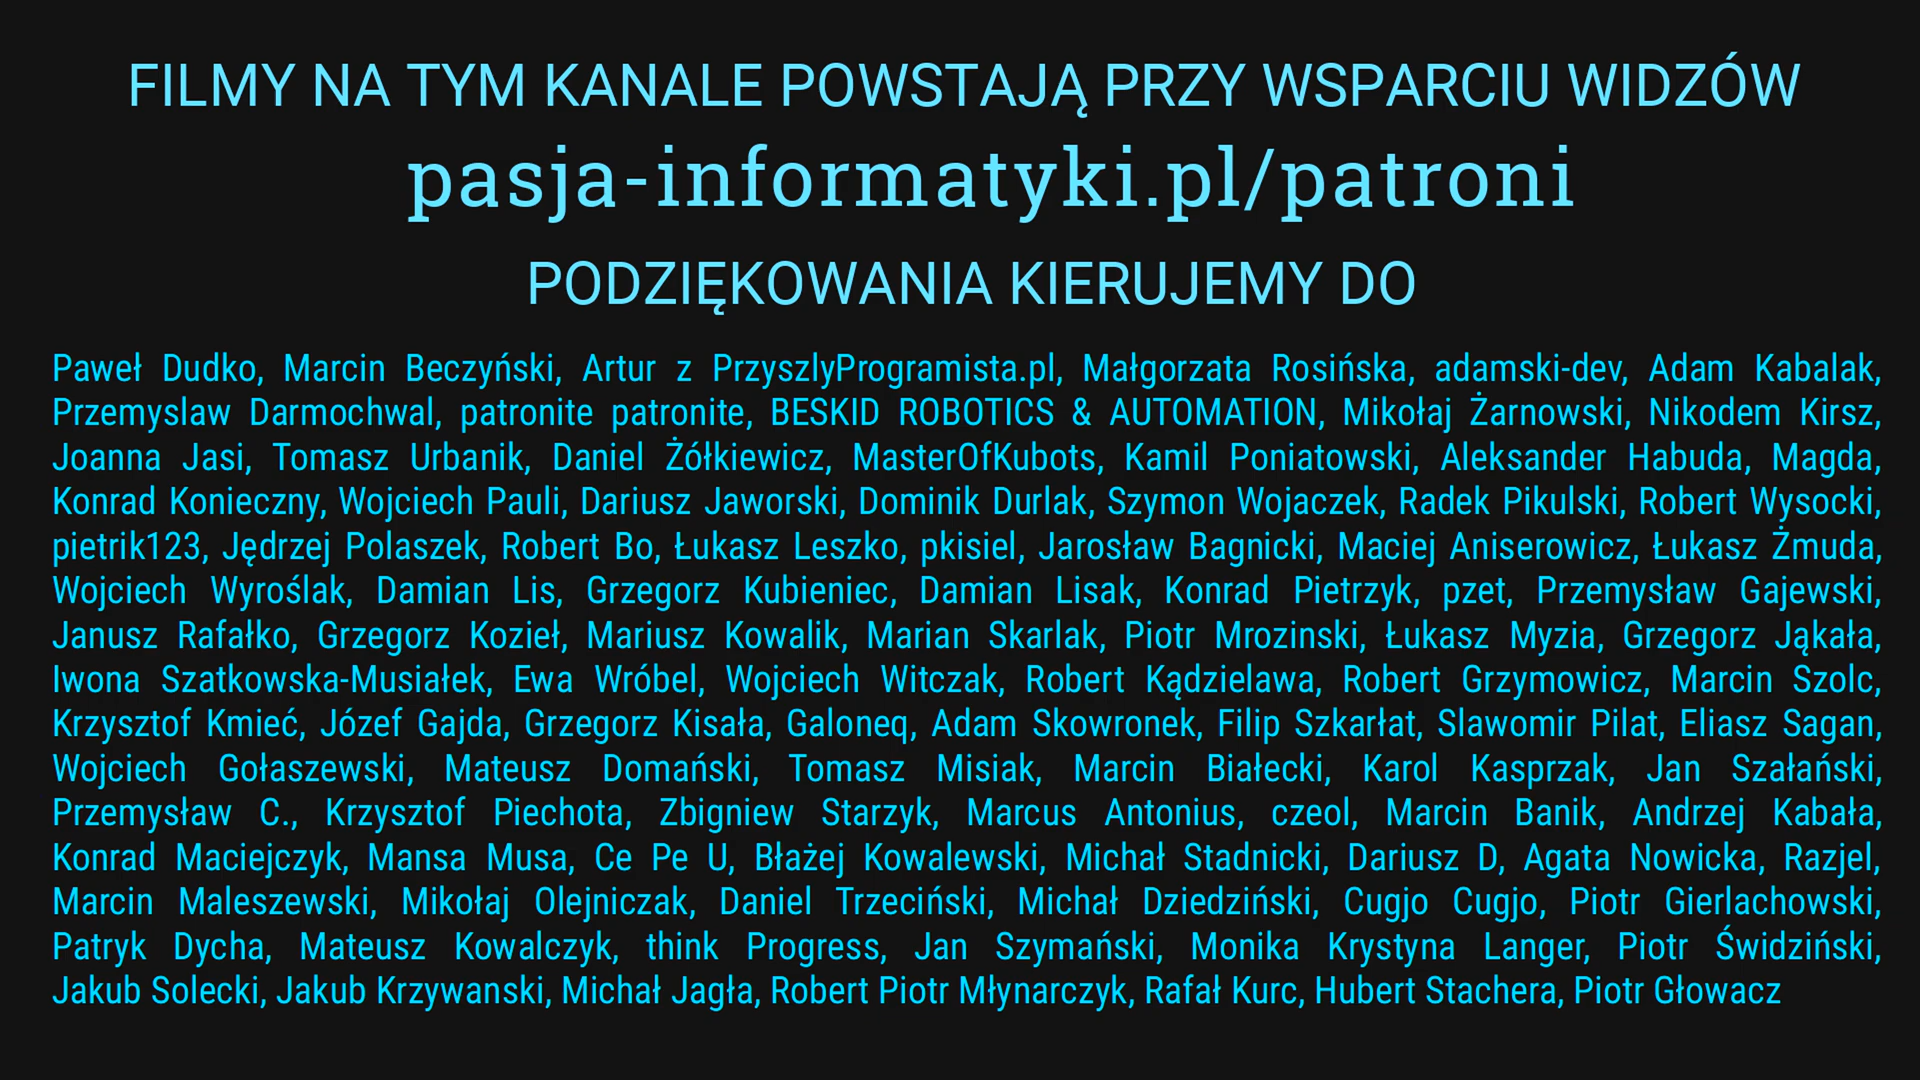 FILMY NA TYM KANALE POWSTAJĄ PRZY WSPARCIU WIDZÓW
pasja-informatyki.pl/patroni
PODZIĘKOWANIA KIERUJEMY DO
Paweł Dudko, Marcin Beczyński, Artur z PrzyszlyProgramista.pl, Małgorzata Rosińska, adamski-dev, Adam Kabalak,
Przemyslaw Darmochwal, patronite patronite, BESKID ROBOTICS & AUTOMATION, Mikołaj Żarnowski, Nikodem Kirsz,
Joanna Jasi, Tomasz Urbanik, Daniel Żółkiewicz, MasterOfKubots, Kamil Poniatowski, Aleksander Habuda, Magda,
Konrad Konieczny, Wojciech Pauli, Dariusz Jaworski, Dominik Durlak, Szymon Wojaczek, Radek Pikulski, Robert Wysocki,
pietrik123, Jędrzej Polaszek, Robert Bo, Łukasz Leszko, pkisiel, Jarosław Bagnicki, Maciej Aniserowicz, Łukasz Żmuda,
Wojciech Wyroślak, Damian Lis, Grzegorz Kubieniec, Damian Lisak, Konrad Pietrzyk, pzet, Przemysław Gajewski,
Janusz Rafałko, Grzegorz Kozieł, Mariusz Kowalik, Marian Skarlak, Piotr Mrozinski, Łukasz Myzia, Grzegorz Jąkała,
Iwona Szatkowska-Musiałek, Ewa Wróbel, Wojciech Witczak, Robert Kądzielawa, Robert Grzymowicz, Marcin Szolc,
Krzysztof Kmieć, Józef Gajda, Grzegorz Kisała, Galoneq, Adam Skowronek, Filip Szkarłat, Slawomir Pilat, Eliasz Sagan,
Wojciech Gołaszewski, Mateusz Domański, Tomasz Misiak, Marcin Białecki, Karol Kasprzak, Jan Szałański,
Przemysław C., Krzysztof Piechota, Zbigniew Starzyk, Marcus Antonius, czeol, Marcin Banik, Andrzej Kabała,
Konrad Maciejczyk, Mansa Musa, Ce Pe U, Błażej Kowalewski, Michał Stadnicki, Dariusz D, Agata Nowicka, Razjel,
Marcin Maleszewski, Mikołaj Olejniczak, Daniel Trzeciński, Michał Dziedziński, Cugjo Cugjo, Piotr Gierlachowski,
Patryk Dycha, Mateusz Kowalczyk, think Progress, Jan Szymański, Monika Krystyna Langer, Piotr Świdziński,
Jakub Solecki, Jakub Krzywanski, Michał Jagła, Robert Piotr Młynarczyk, Rafał Kurc, Hubert Stachera, Piotr Głowacz